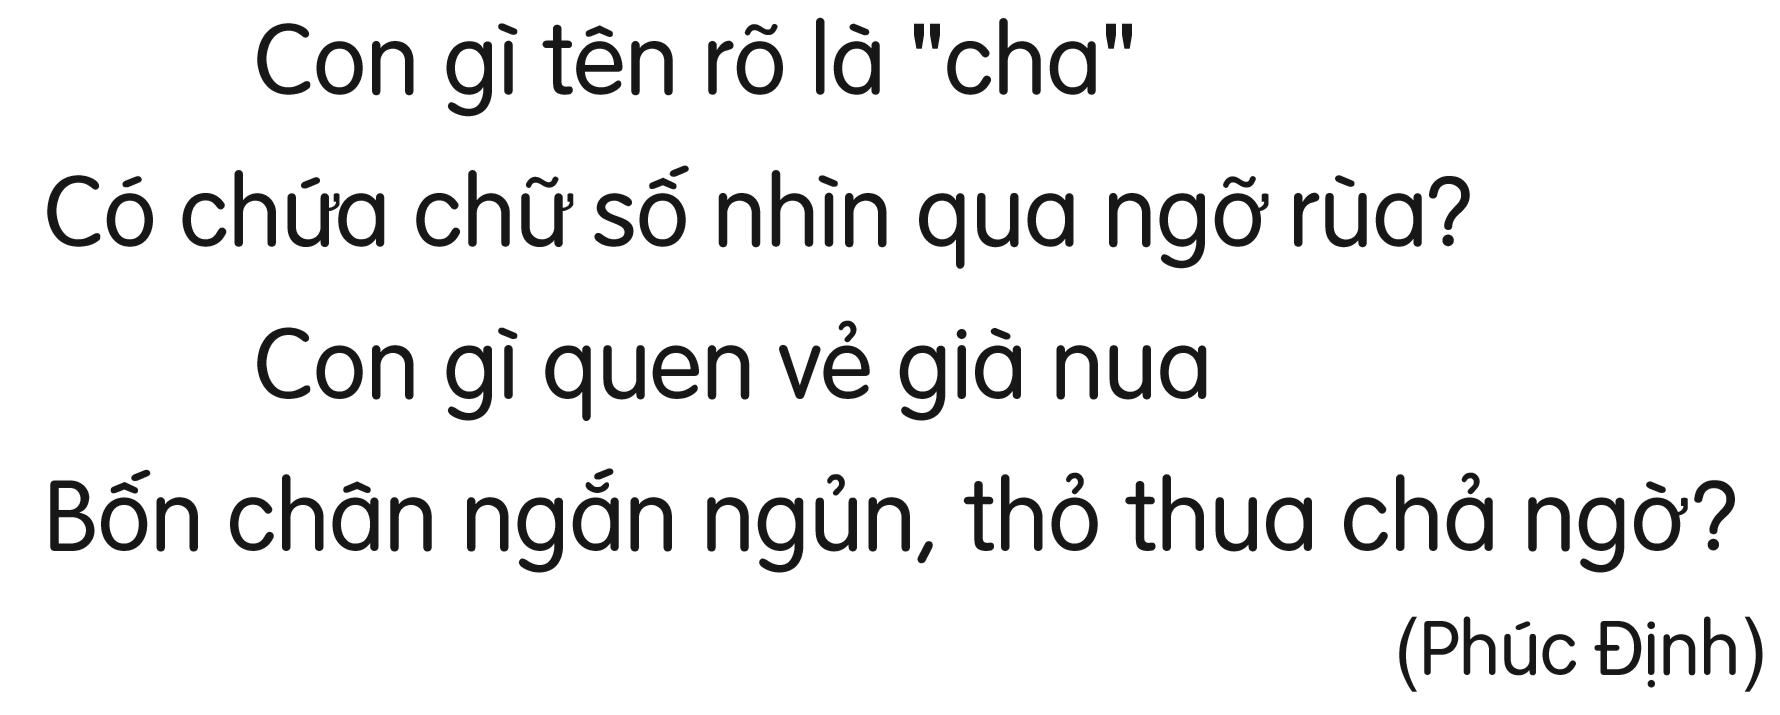 Con gì tên rõ là "cha"
Có chứa chữ số nhìn qua ngỡ rùa?
Con gì quen vẻ già nua
Bốn chân ngắn ngủn, thỏ thua chả ngờ?
(Phúc Định)